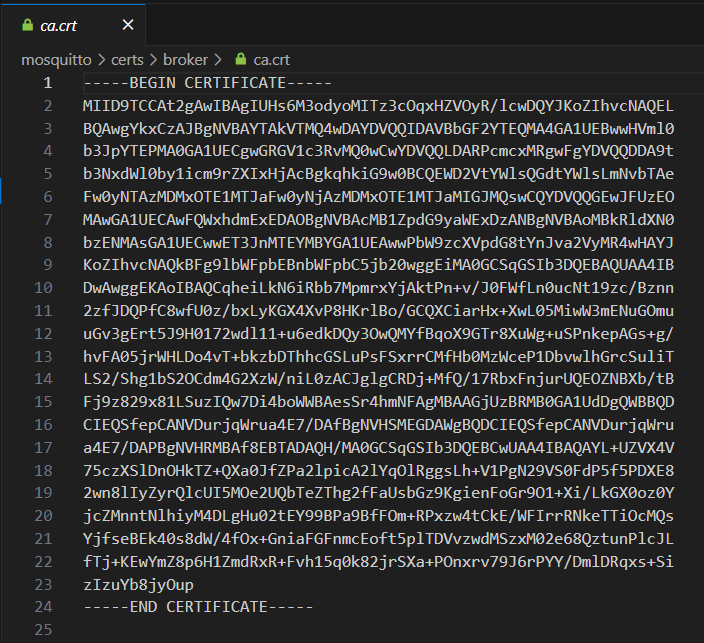 ca.crt ×
mosquitto > certs > broker > ca.crt
1 -----BEGIN CERTIFICATE-----
2 MIID9TCCAt2gAwIBAgIUHs6M3odyoMITz3cOqxHZVOyR/lcwDQYJKoZIhvcNAQEL
3 BQAwgYkxCzAJBgNVBAYTAkVTMQ4wDAYDVQQIDAVBbGF2YTEQMA4GA1UEBwwHVml0
4 b3JpYTEPMA0GA1UECgwGRGV1c3RvMQ0wCwYDVQQLDARPcmcxMRgwFgYDVQQDDA9t
5 b3NxdWl0by1icm9rZXIxHjAcBgkqhkiG9w0BCQEWD2VtYWlsQGdtYWlsLmNvbTAe
6 Fw0yNTAzMDMxOTE1MTJaFw0yNjAzMDMxOTE1MTJaMIGJMQswCQYDVQQGEwJFUzEO
7 MAwGA1UECAwFQWxhdmExEDAOBgNVBAcMB1ZpdG9yaWExDzANBgNVBAoMBkRldXN0
8 bzENMAsGA1UECwwET3JnMTEYMBYGA1UEAwwPbW9zcXVpdG8tYnJva2VyMR4wHAYJ
9 KoZIhvcNAQkBFg9lbWFpbEBnbWFpbC5jb20wggEiMA0GCSqGSIb3DQEBAQUAA4IB
10 DwAwggEKAoIBAQCqheiLkN6iRbb7MpmrxYjAktPn+v/J0FWfLn0ucNt19zc/Bznn
11 2zfJDQPfC8wfU0z/bxLyKGX4XvP8HKrlBo/GCQXCiarHx+XwL05MiwW3mENuGOmu
12 uGv3gErt5J9H0172wdl11+u6edkDQy3OwQMYfBqoX9GTr8XuWg+uSPnkepAGs+g/
13 hvFA05jrWHLDo4vT+bkzbDThhcGSLuPsFSxrrCMfHb0MzWceP1DbvwlhGrcSuliT
14 LS2/Shg1bS2OCdm4G2XzW/niL0zACJglgCRDj+MfQ/17RbxFnjurUQEOZNBXb/tB
15 Fj9z829x81LSuzIQw7Di4boWWBAesSr4hmNFAgMBAAGjUzBRMB0GA1UdDgQWBBQD
16 CIEQSfepCANVDurjqWrua4E7/DAfBgNVHSMEGDAWgBQDCIEQSfepCANVDurjqWru
17 a4E7/DAPBgNVHRMBAf8EBTADAQH/MA0GCSqGSIb3DQEBCwUAA4IBAQAYL+UZVX4V
18 75czXSlDnOHkTZ+QXa0JfZPa2lpicA2lYqOlRggsLh+V1PgN29VS0FdP5f5PDXE8
19 2wn8lIyZyrQlcUI5MOe2UQbTeZThg2fFaUsbGz9KgienFoGr9O1+Xi/LkGX0oz0Y
20 jcZMnntNlhiyM4DLgHu02tEY99BPa9BfFOm+RPxzw4tCkE/WFIrrRNkeTTiOcMQs
21 YjfseBEk40s8dW/4fOx+GniaFGFnmcEoft5plTDVvzwdMSzxM02e68QztunPlcJL
22 fTj+KEwYmZ8p6H1ZmdRxR+Fvh15q0k82jrSXa+POnxrv79J6rPYY/DmlDRqxs+Si
23 zIzuYb8jyOup
24 -----END CERTIFICATE-----
25